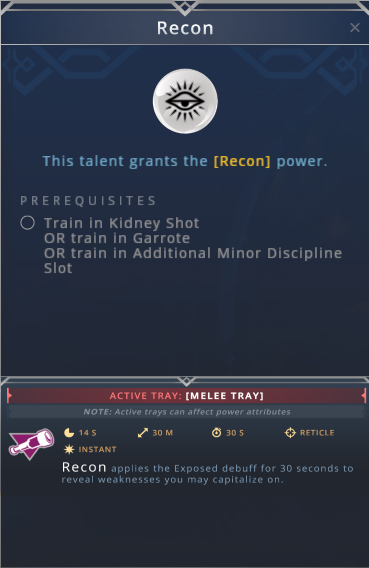 Recon
This talent grants the [Recon] power.
PREREQUISITES
Train in Kidney Shot
OR train in Garrote
OR train in Additional Minor Discipline
Slot
ACTIVE TRAY: [MELEE TRAY]
NOTE: Active trays can affect power attributes
14 S 30 M 30 S RETICLE
INSTANT
Recon applies the Exposed debuff for 30 seconds to
reveal weaknesses you may capitalize on.